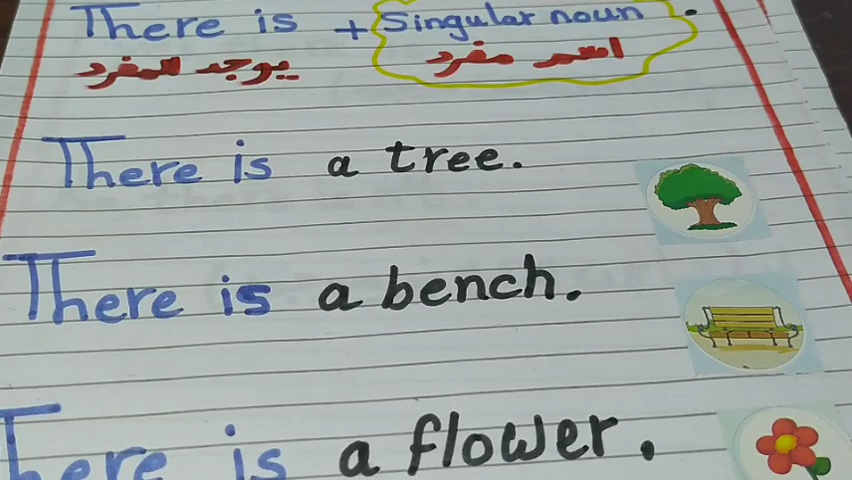 There is + Singular noun .
يوجد للمفرد اسم مفرد
There is a tree.
There is a bench.
There is a flower.